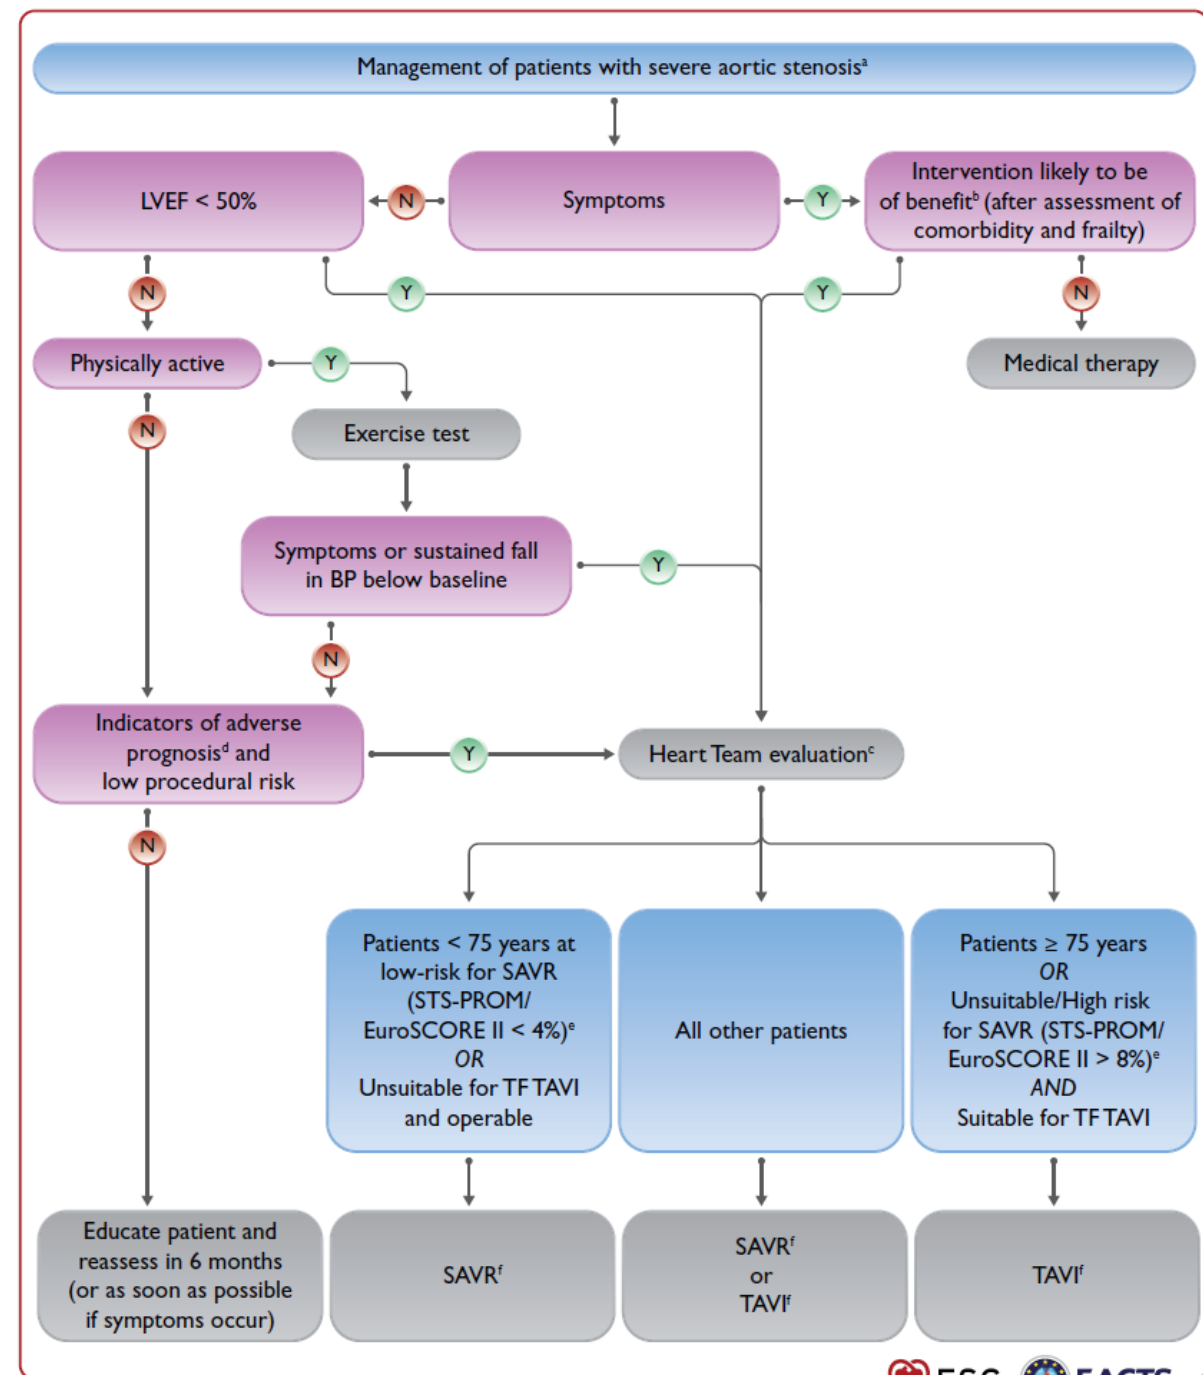 Management of patients with severe aortic stenosisᵃ
LVEF < 50%
N
Symptoms
Y
Intervention likely to be
of benefitᵇ (after assessment of
comorbidity and frailty)
N
Y
Y
N
Physically active
Y
Medical therapy
N
Exercise test
Symptoms or sustained fall
in BP below baseline
Y
N
Indicators of adverse
prognosisᵈ and
low procedural risk
Y
Heart Team evaluationᶜ
N
Patients < 75 years at
low-risk for SAVR
(STS-PROM/
EuroSCORE II < 4%)ᵉ
OR
Unsuitable for TF TAVI
and operable
All other patients
Patients ≥ 75 years
OR
Unsuitable/High risk
for SAVR (STS-PROM/
EuroSCORE II > 8%)ᵉ
AND
Suitable for TF TAVI
Educate patient and
reassess in 6 months
(or as soon as possible
if symptoms occur)
SAVRᶠ
SAVRᶠ
or
TAVIᶠ
TAVIᶠ
ESC
EACTS